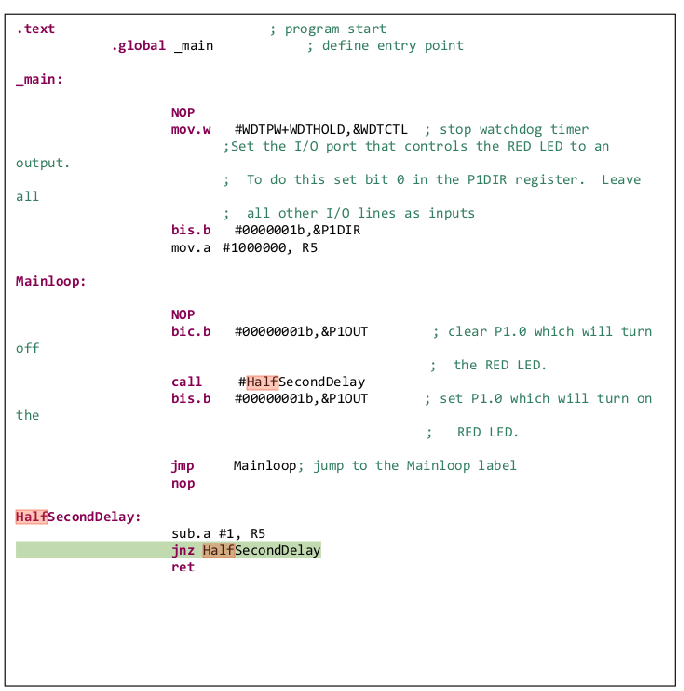 .text ; program start
.global _main ; define entry point
_main:
NOP
mov.w #WDTPW+WDTHOLD,&WDTCTL ; stop watchdog timer
;Set the I/O port that controls the RED LED to an
output.
; To do this set bit 0 in the P1DIR register. Leave
all
; all other I/O lines as inputs
bis.b #0000001b,&P1DIR
mov.a #1000000, R5
Mainloop:
NOP
bic.b #00000001b,&P1OUT ; clear P1.0 which will turn
off
; the RED LED.
call #HalfSecondDelay
bis.b #00000001b,&P1OUT ; set P1.0 which will turn on
the
; RED LED.
jmp Mainloop; jump to the Mainloop label
nop
HalfSecondDelay:
sub.a #1, R5
jnz HalfSecondDelay
ret